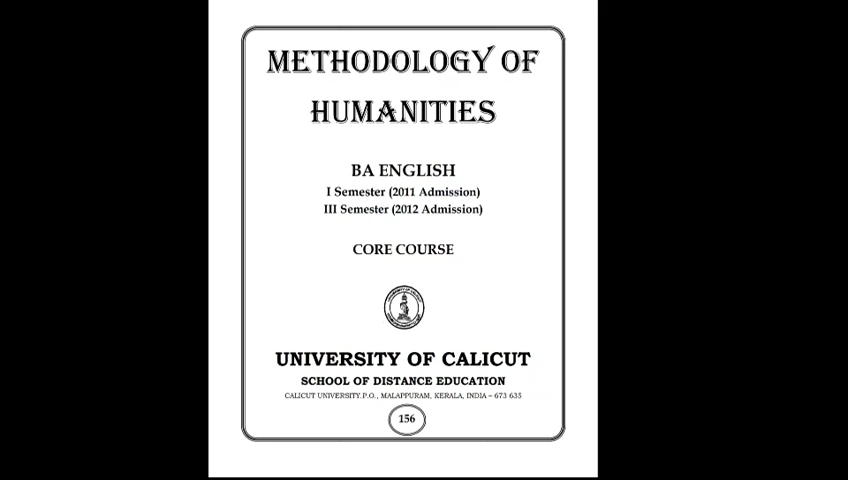 METHODOLOGY OF
HUMANITIES
BA ENGLISH
I Semester (2011 Admission)
III Semester (2012 Admission)
CORE COURSE
UNIVERSITY OF CALICUT
SCHOOL OF DISTANCE EDUCATION
CALICUT UNIVERSITY.P.O., MALAPPURAM, KERALA, INDIA – 673 635
156